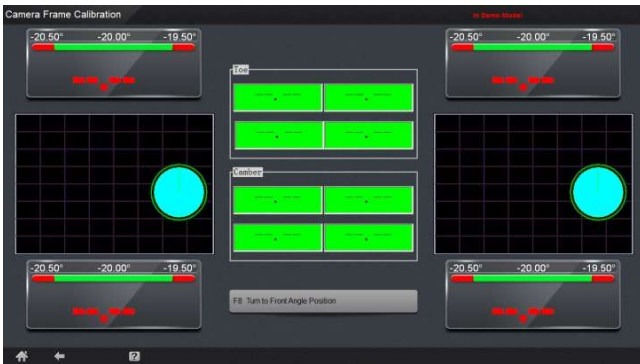 Camera Frame Calibration
In Demo Mode!
-20.50° -20.00° -19.50°
-20.50° -20.00° -19.50°
--.--
--.--
Toe
--.-- --.--
--.-- --.--
Camber
--.-- --.--
--.-- --.--
-20.50° -20.00° -19.50°
-20.50° -20.00° -19.50°
--.--
--.--
F8 Turn to Front Angle Position
?